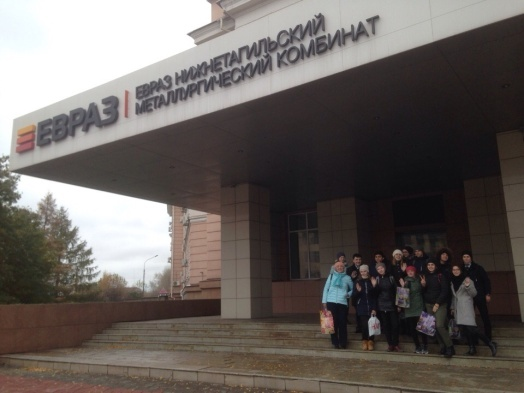 ЕВРАЗ
ЕВРАЗ НИЖНЕТАГИЛЬСКИЙ
МЕТАЛЛУРГИЧЕСКИЙ КОМБИНАТ